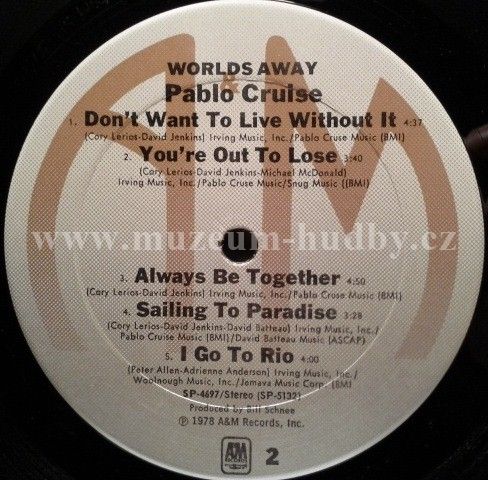 WORLDS AWAY
Pablo Cruise
1. Don't Want To Live Without It 4:37
(Cory Lerios-David Jenkins) Irving Music, Inc./Pablo Cruse Music (BMI)
2. You're Out To Lose 3:40
(Cory Lerios-David Jenkins-Michael McDonald)
Irving Music, Inc./Pablo Cruse Music/Snug Music ((BMI)
www.muzeum-hudby.cz
3. Always Be Together 4:50
(Cory Lerios-David Jenkins) Irving Music, Inc./Pablo Cruse Music (BMI)
4. Sailing To Paradise 3:28
(Cory Lerios-David Jenkins-David Batteau) Irving Music, Inc./
Pablo Cruse Music (BMI)/David Batteau Music (ASCAP)
5. I Go To Rio 4:00
(Peter Allen-Adrienne Anderson) Irving Music, Inc./
Woolnough Music, Inc./Jemava Music Corp. (BMI
SP-4697/Stereo (SP-5132)
Produced by Bill Schnee
℗ 1978 A&M Records, Inc.
A&M
RECORDS
2